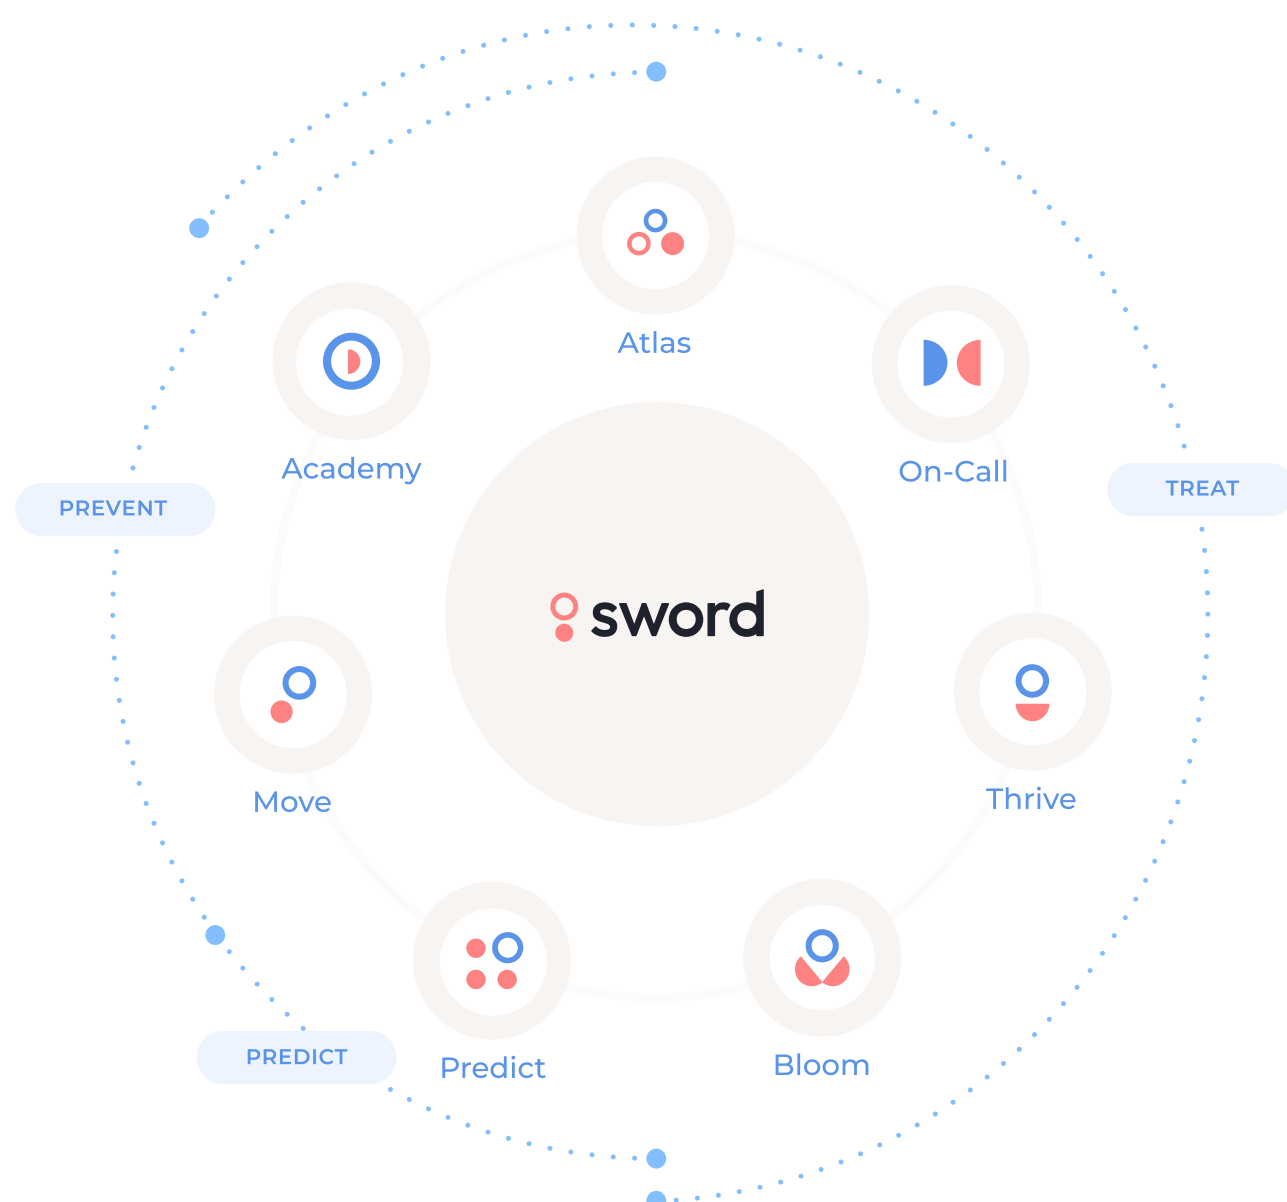 Atlas
On-Call
Academy
TREAT
PREVENT
sword
Move
Thrive
PREDICT
Predict
Bloom